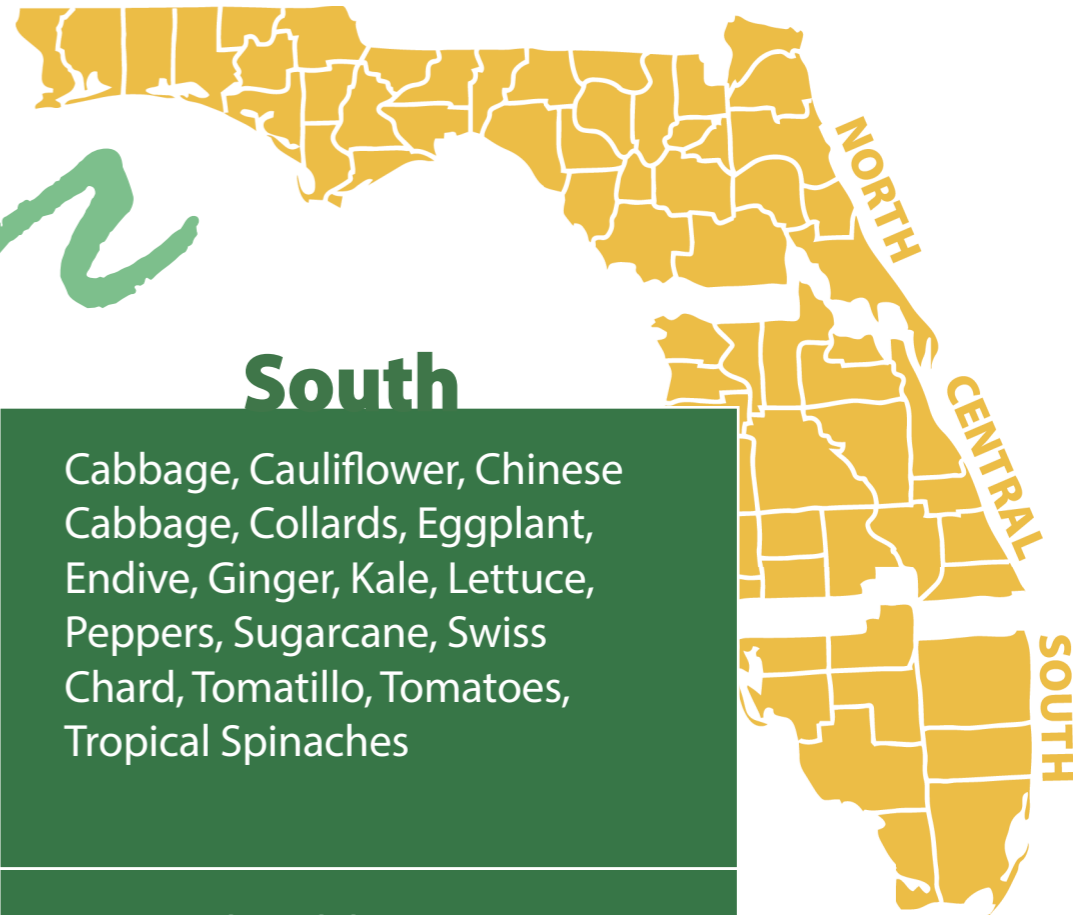 NORTH
South
CENTRAL
Cabbage, Cauliflower, Chinese
Cabbage, Collards, Eggplant,
Endive, Ginger, Kale, Lettuce,
Peppers, Sugarcane, Swiss
Chard, Tomatillo, Tomatoes,
Tropical Spinaches
SOUTH